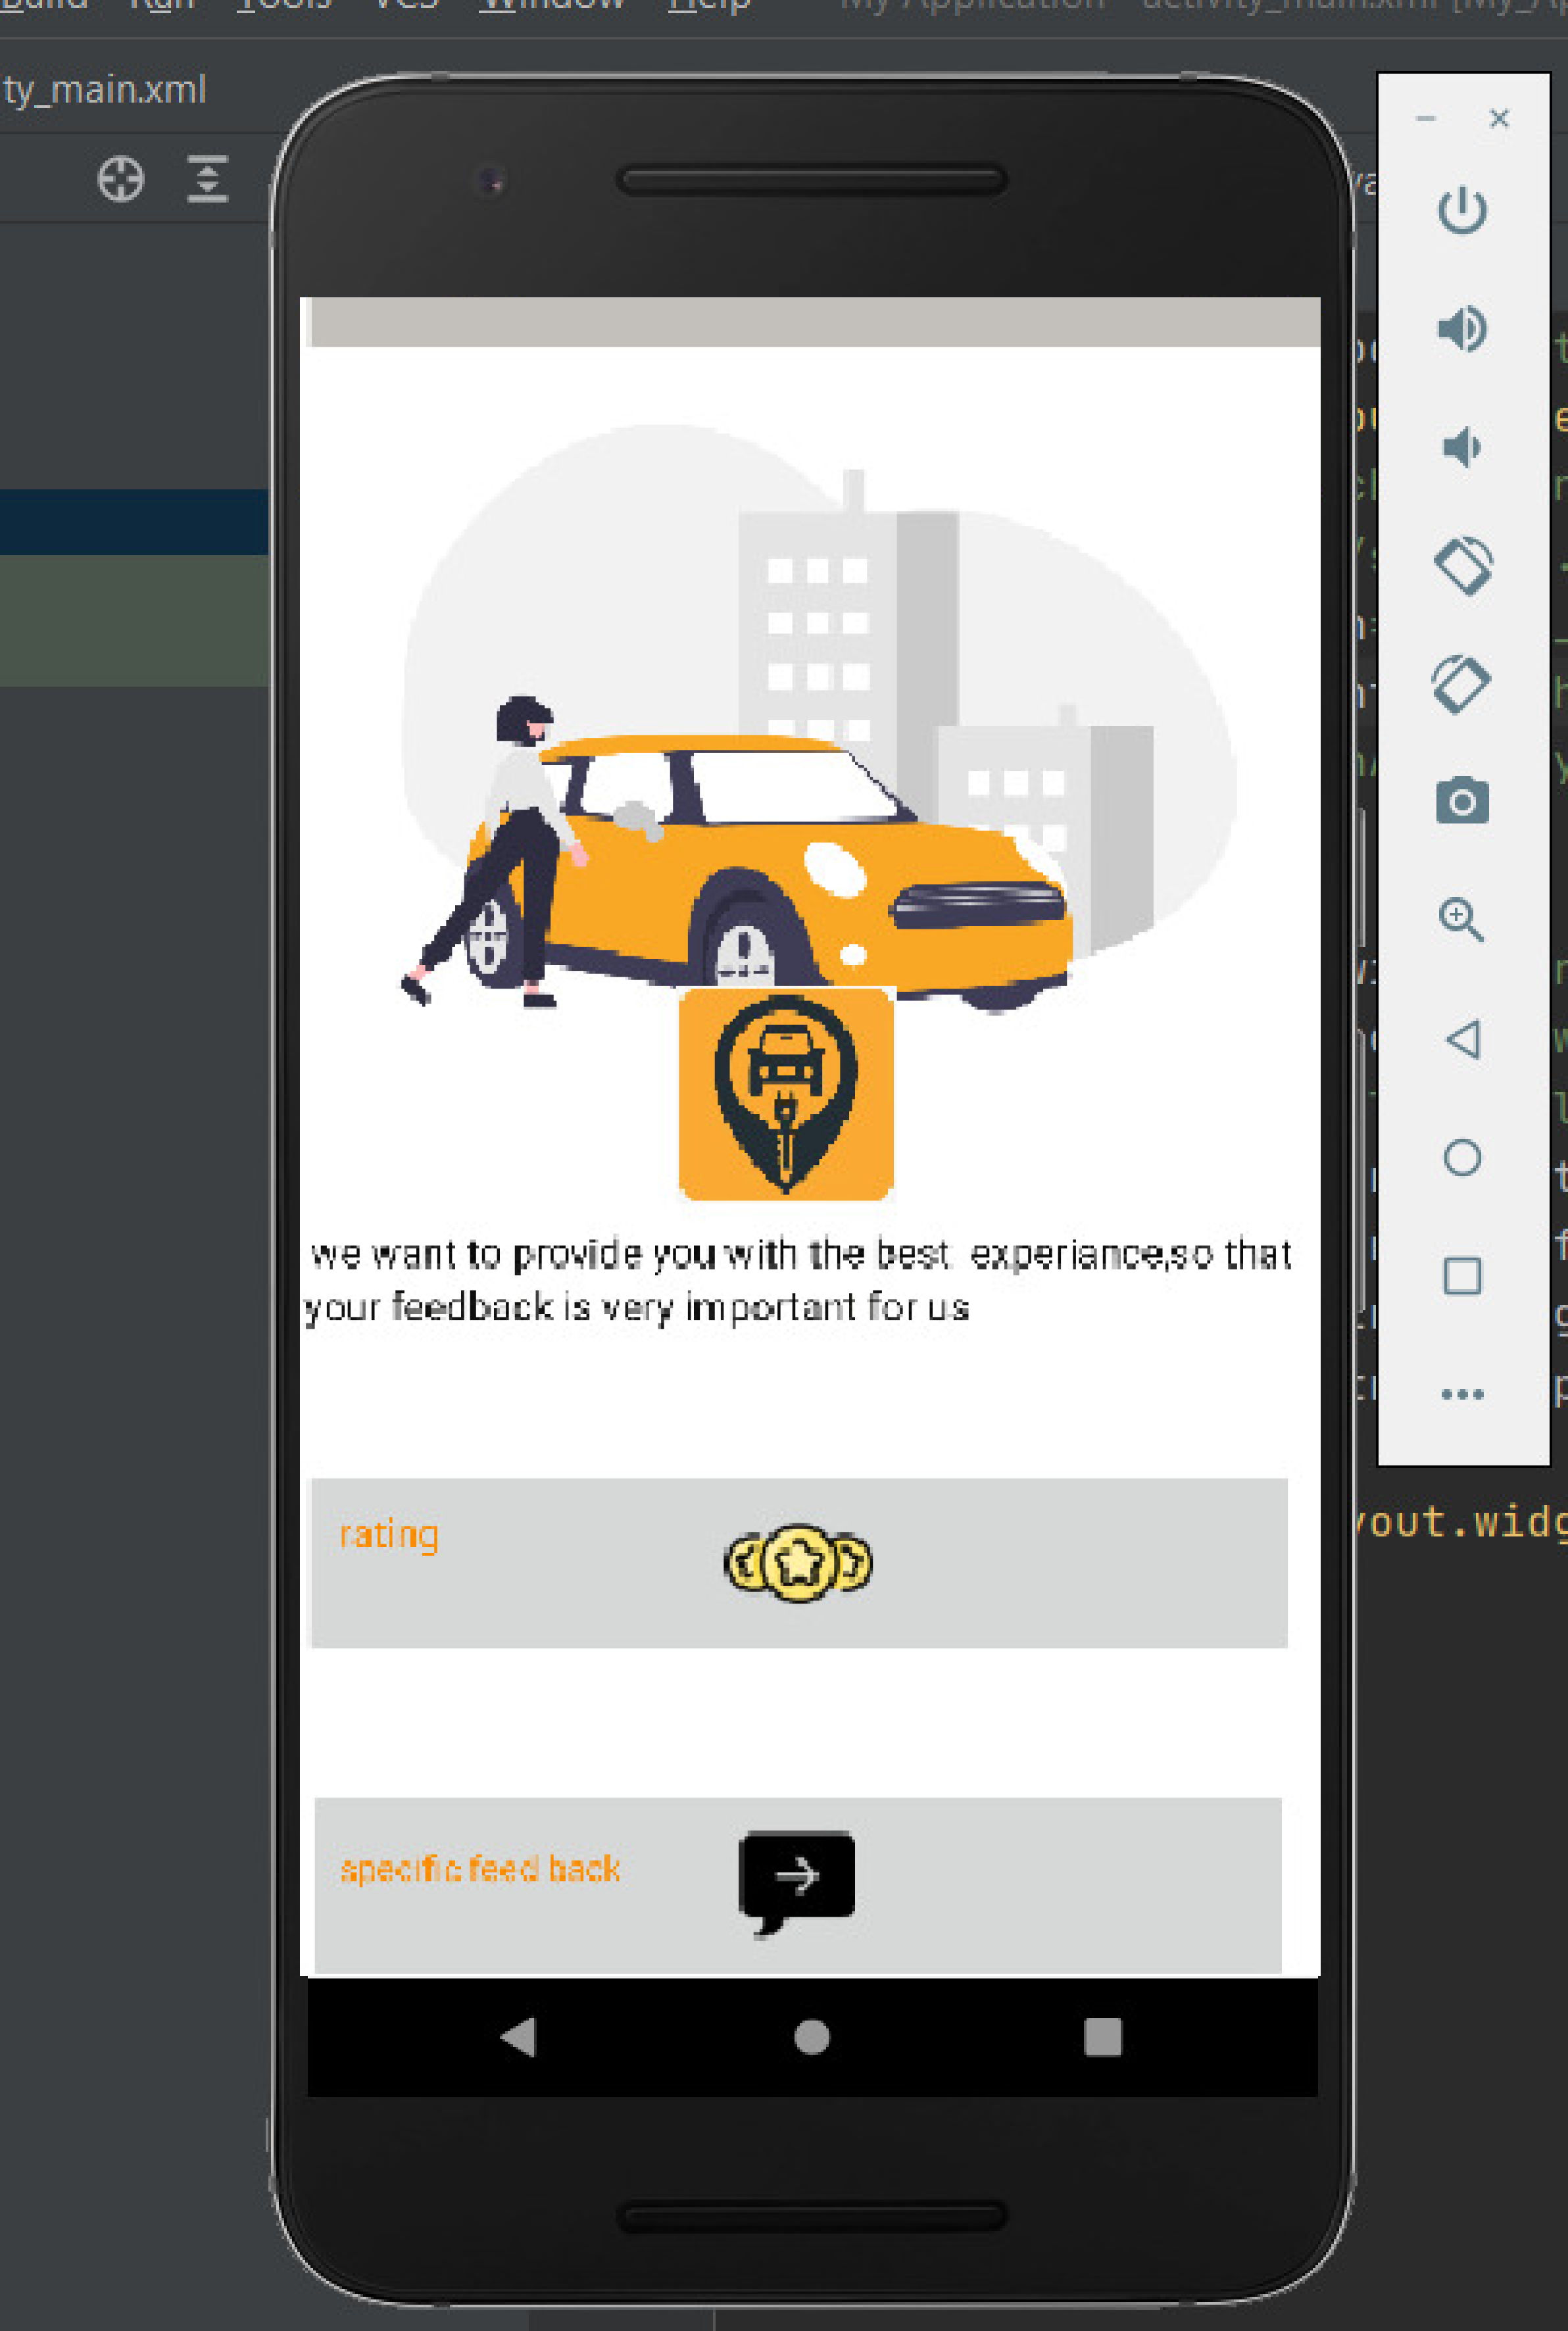 Build Run Tools VCS Window Help My Application - activity_main.xml [My_Ap
ty_main.xml
we want to provide you with the best experiance,so that
your feedback is very important for us
rating
specific feed back
yout.widg